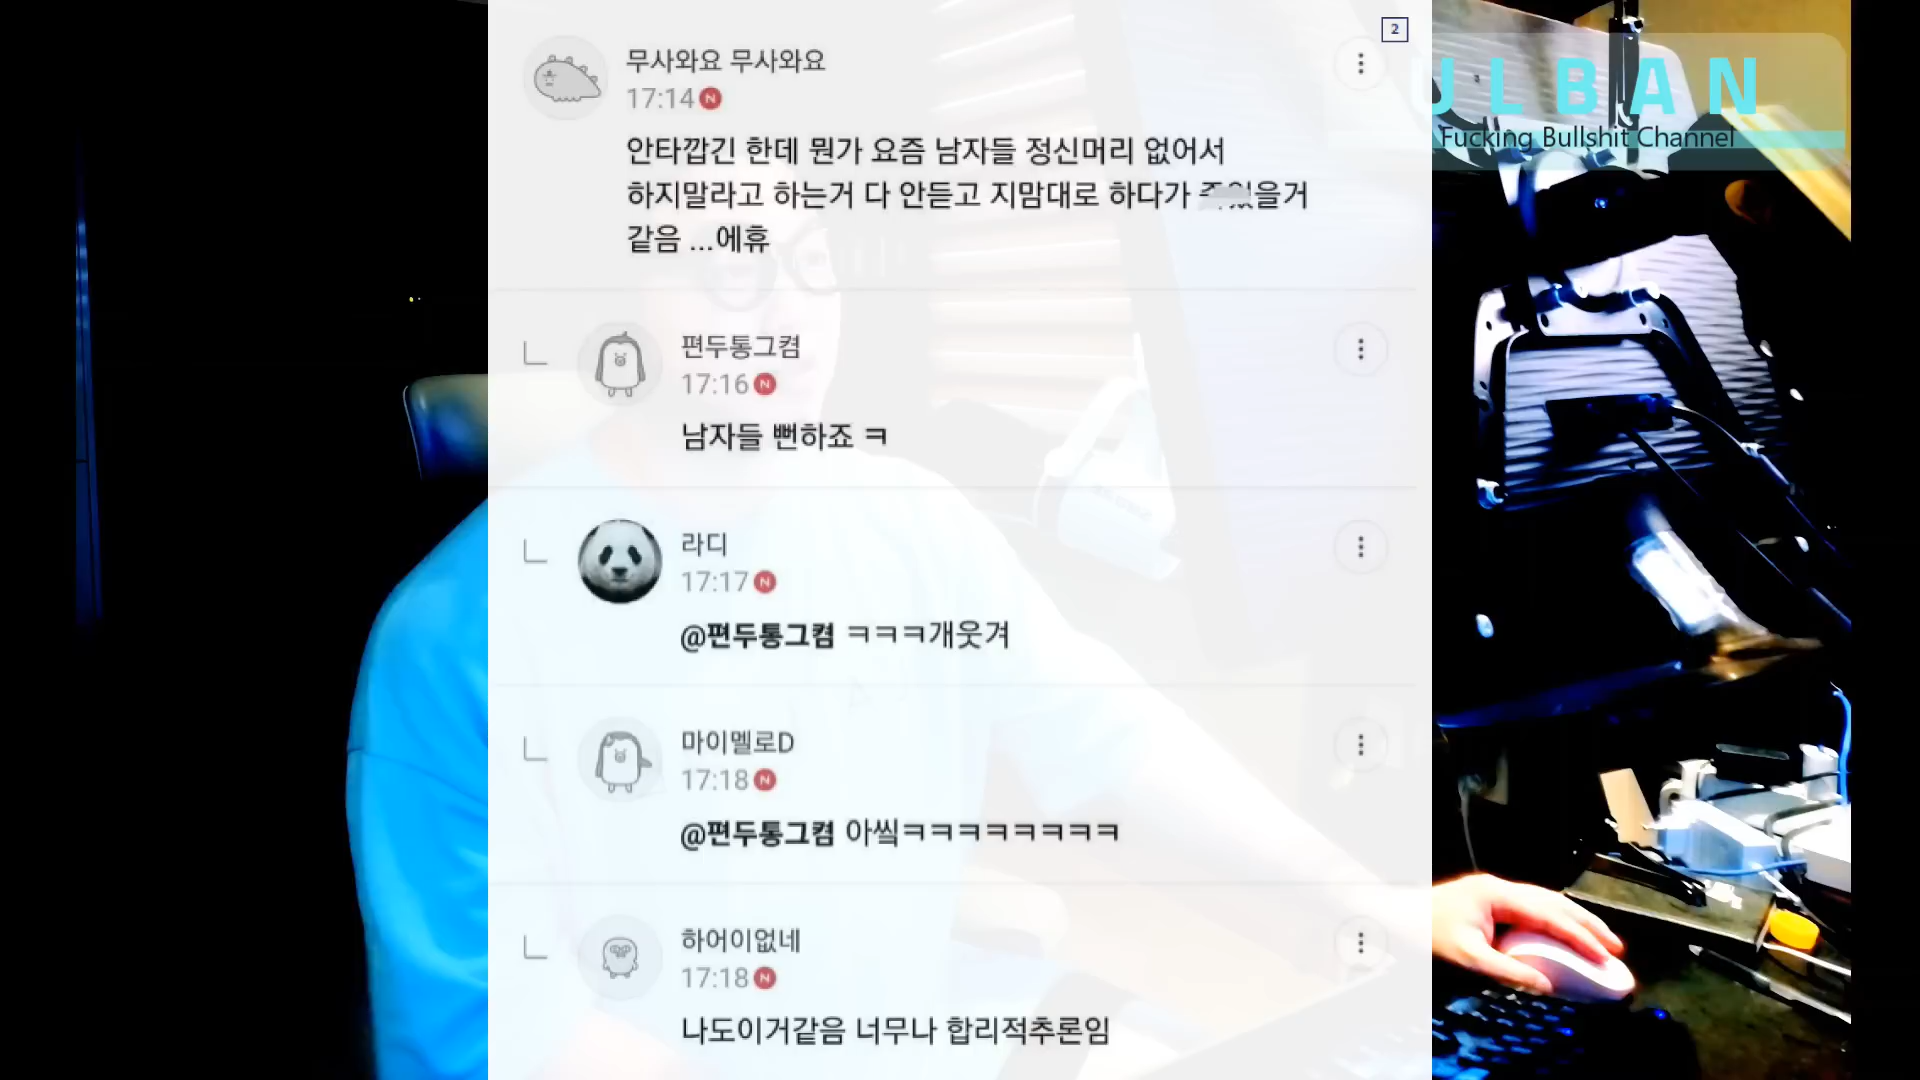 2
무사와요 무사와요
17:14 N
안타깝긴 한데 뭔가 요즘 남자들 정신머리 없어서
하지말라고 하는거 다 안듣고 지맘대로 하다가 을거
같음 ...에휴
편두통그켬
17:16 N
남자들 뻔하죠 ㅋ
라디
17:17 N
@편두통그켬 ㅋㅋㅋ개웃겨
마이멜로D
17:18 N
@편두통그켬 아씤ㅋㅋㅋㅋㅋㅋㅋㅋ
하어이없네
17:18 N
나도이거같음 너무나 합리적추론임
ULBAN
Fucking Bullshit Channel